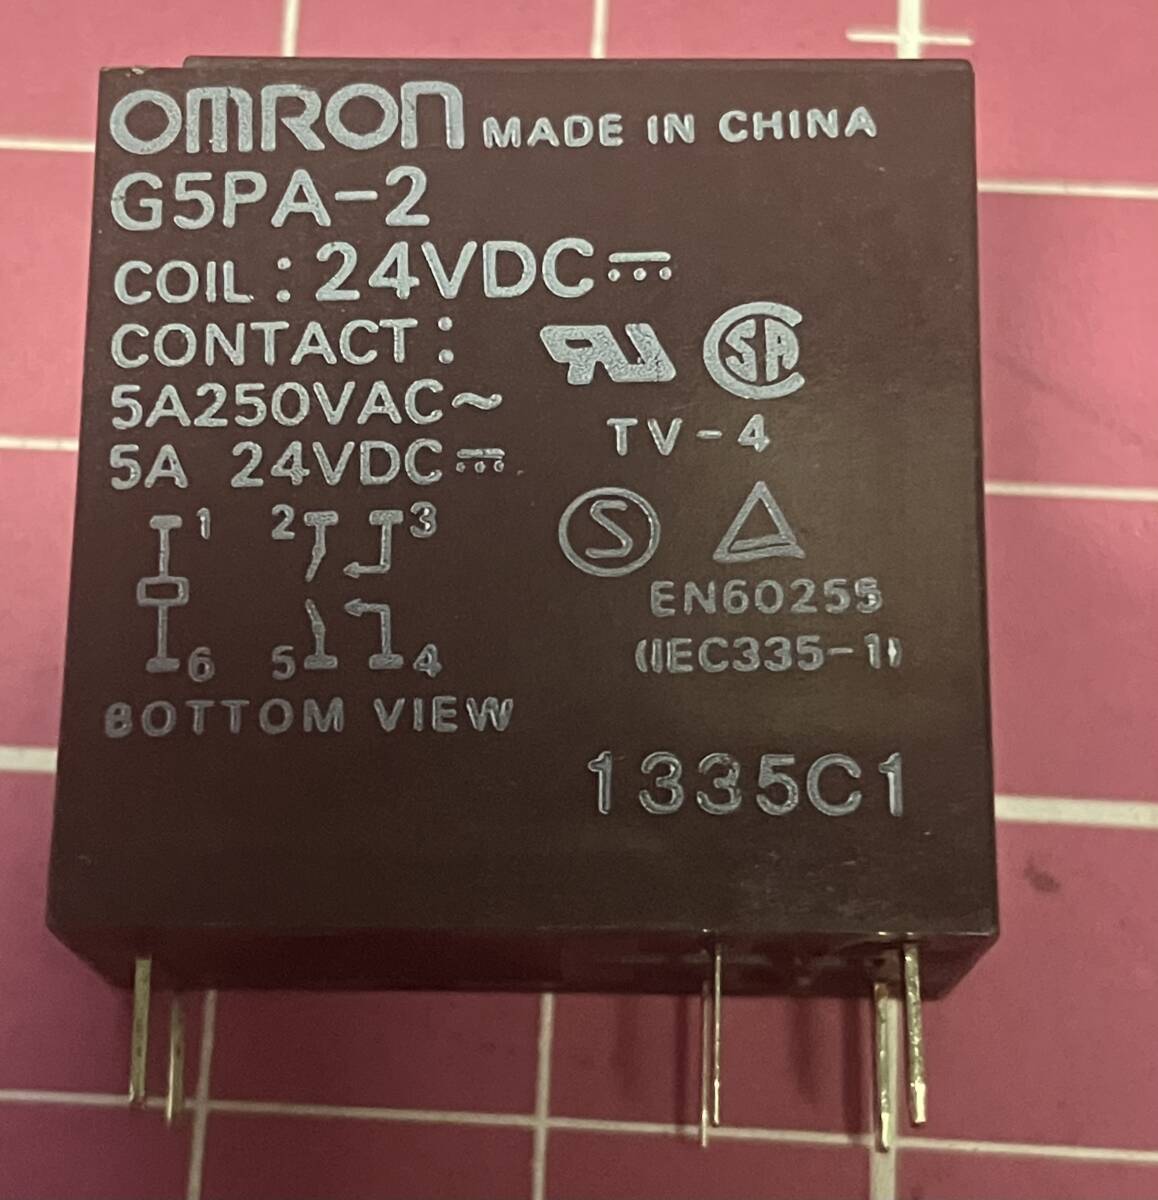 OMRON MADE IN CHINA
G5PA-2
COIL : 24VDC⎓
CONTACT :
5A250VAC~
5A 24VDC⎓
TV-4
1 2 3
6 5 4
EN60255
(IEC335-1)
BOTTOM VIEW
1335C1